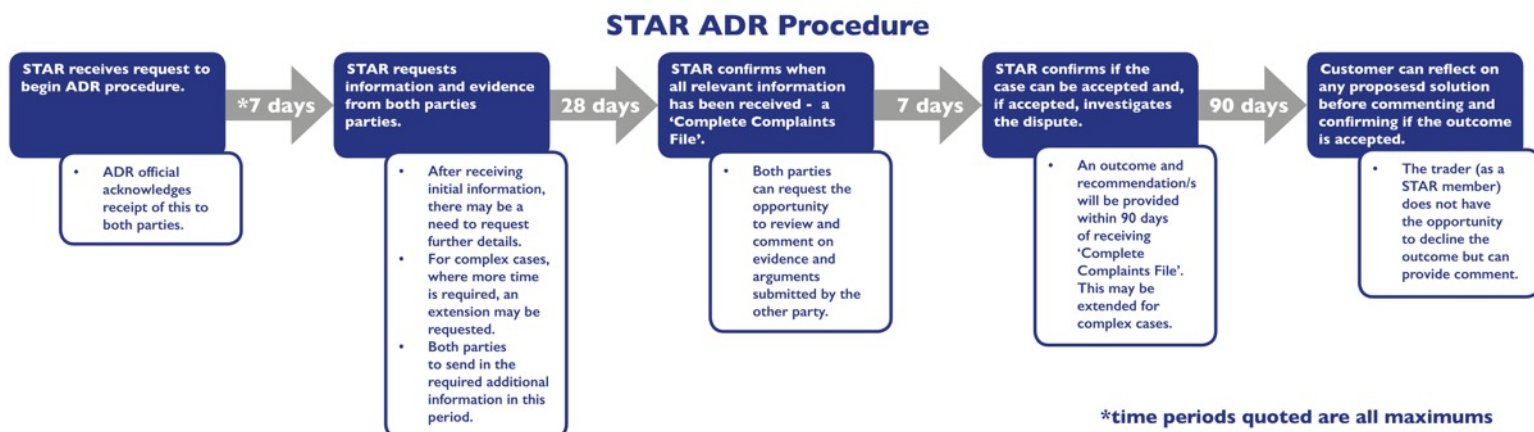 STAR ADR Procedure
STAR receives request to
begin ADR procedure.
• ADR official
acknowledges
receipt of this to
both parties.
*7 days
STAR requests
information and evidence
from both parties
parties.
• After receiving
initial information,
there may be a
need to request
further details.
• For complex cases,
where more time
is required, an
extension may be
requested.
• Both parties
to send in the
required additional
information in this
period.
28 days
STAR confirms when
all relevant information
has been received - a
‘Complete Complaints
File’.
• Both parties
can request the
opportunity
to review and
comment on
evidence and
arguments
submitted by the
other party.
7 days
STAR confirms if the
case can be accepted and,
if accepted, investigates
the dispute.
• An outcome and
recommendation/s
will be provided
within 90 days
of receiving
‘Complete
Complaints File’.
This may be
extended for
complex cases.
90 days
Customer can reflect on
any proposesd solution
before commenting and
confirming if the outcome
is accepted.
• The trader (as a
STAR member)
does not have
the opportunity
to decline the
outcome but can
provide comment.
*time periods quoted are all maximums